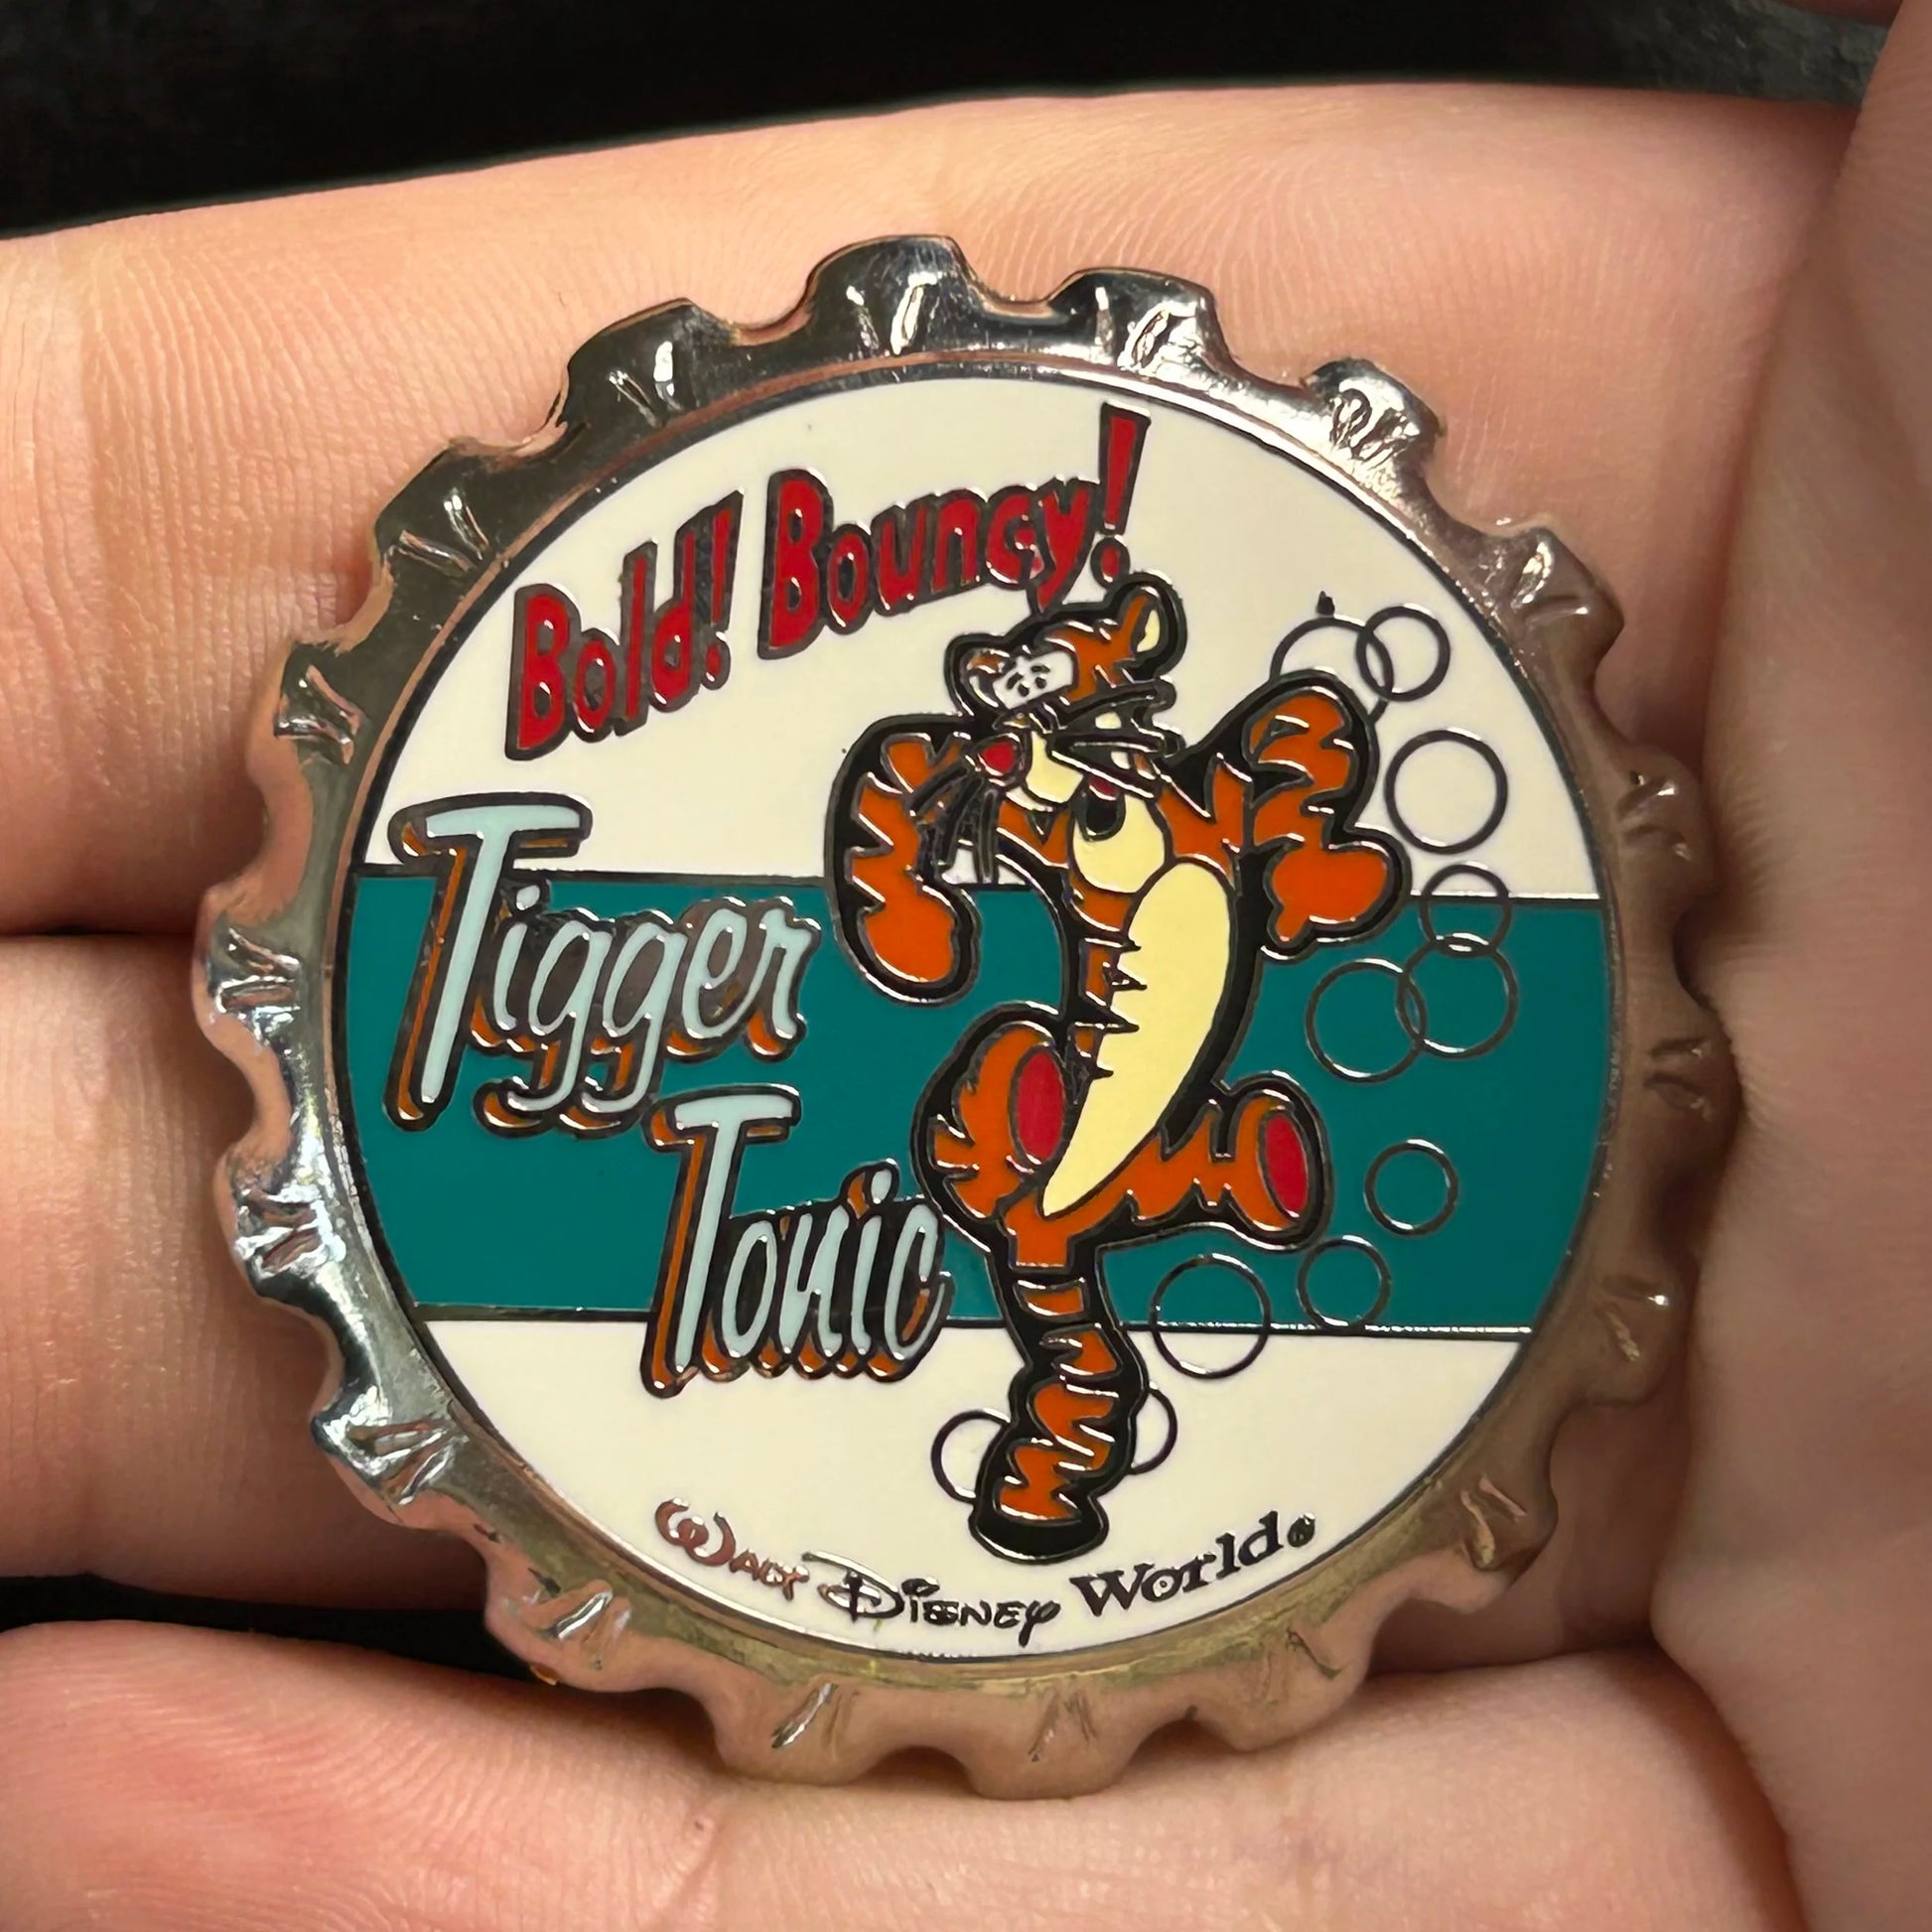 Bold! Bouncy!
Tigger
Tonic
Walt Disney World®